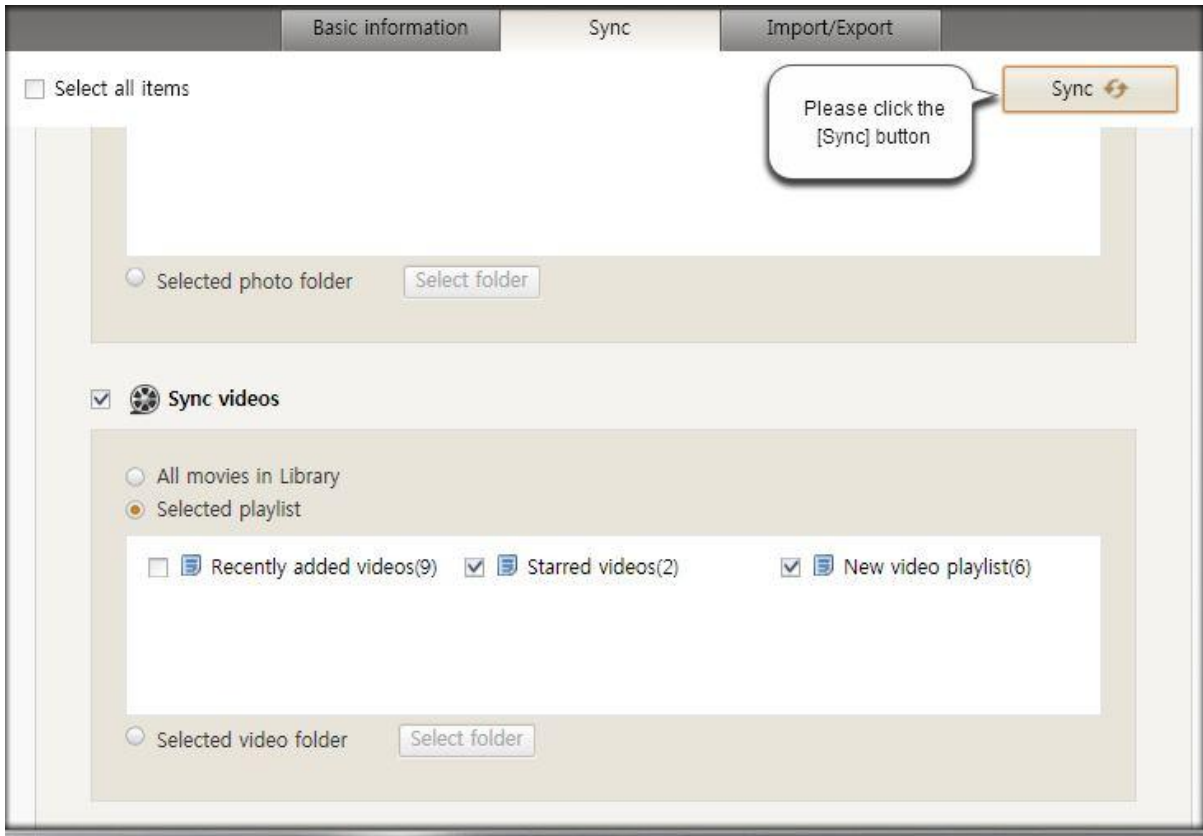 Basic information Sync Import/Export
Select all items
Please click the
[Sync] button
Sync
Selected photo folder Select folder
Sync videos
All movies in Library
Selected playlist
Recently added videos(9) Starred videos(2) New video playlist(6)
Selected video folder Select folder